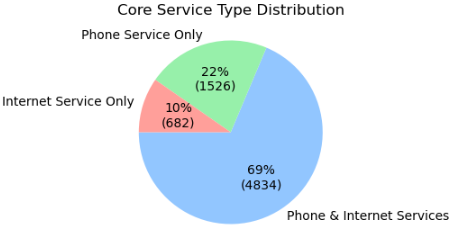 Core Service Type Distribution
Phone Service Only
22%
(1526)
Internet Service Only
10%
(682)
69%
(4834)
Phone & Internet Services